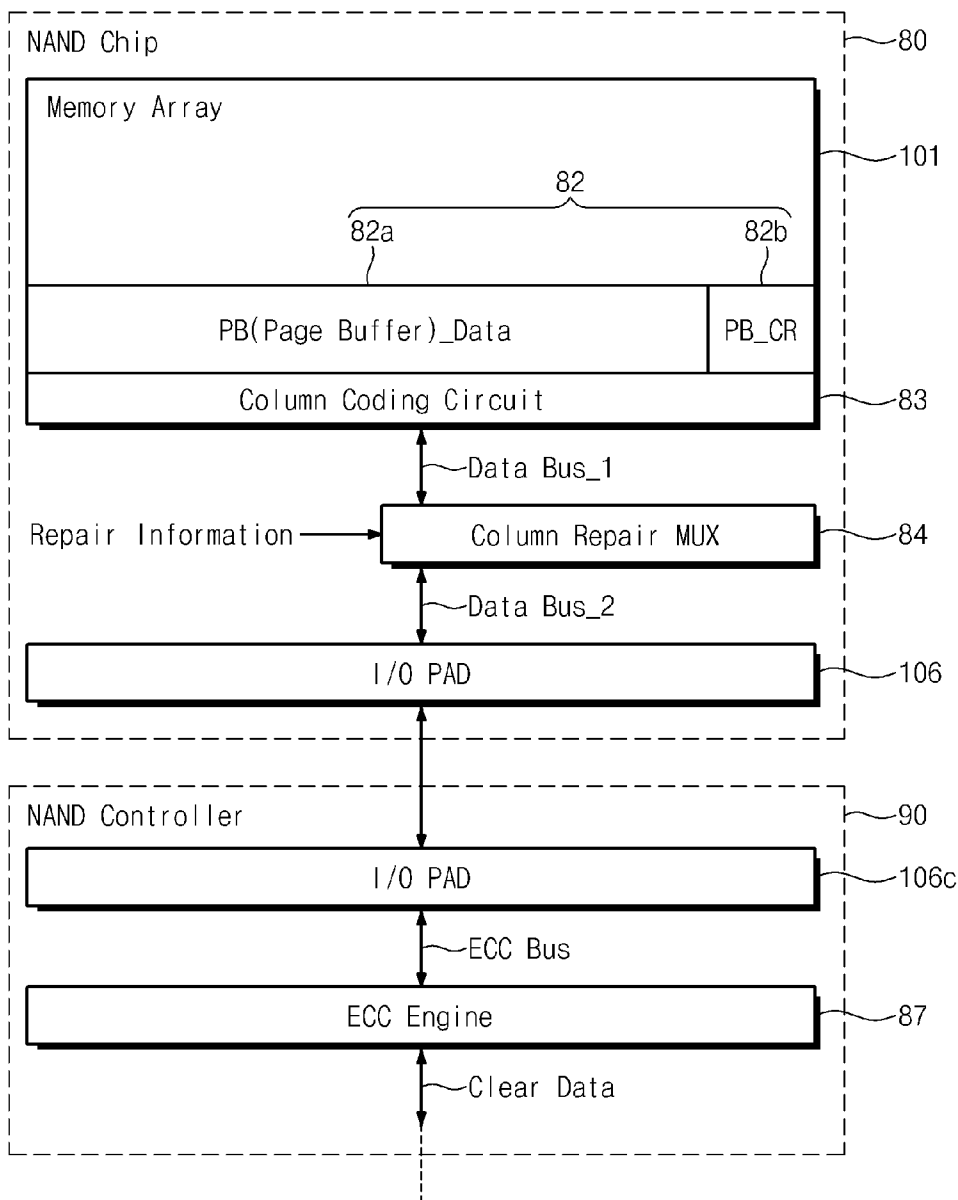 NAND Chip
80
Memory Array
101
82
82a
82b
PB(Page Buffer)_Data
PB_CR
Column Coding Circuit
83
Data Bus_1
Repair Information
Column Repair MUX
84
Data Bus_2
I/O PAD
106
NAND Controller
90
I/O PAD
106c
ECC Bus
ECC Engine
87
Clear Data